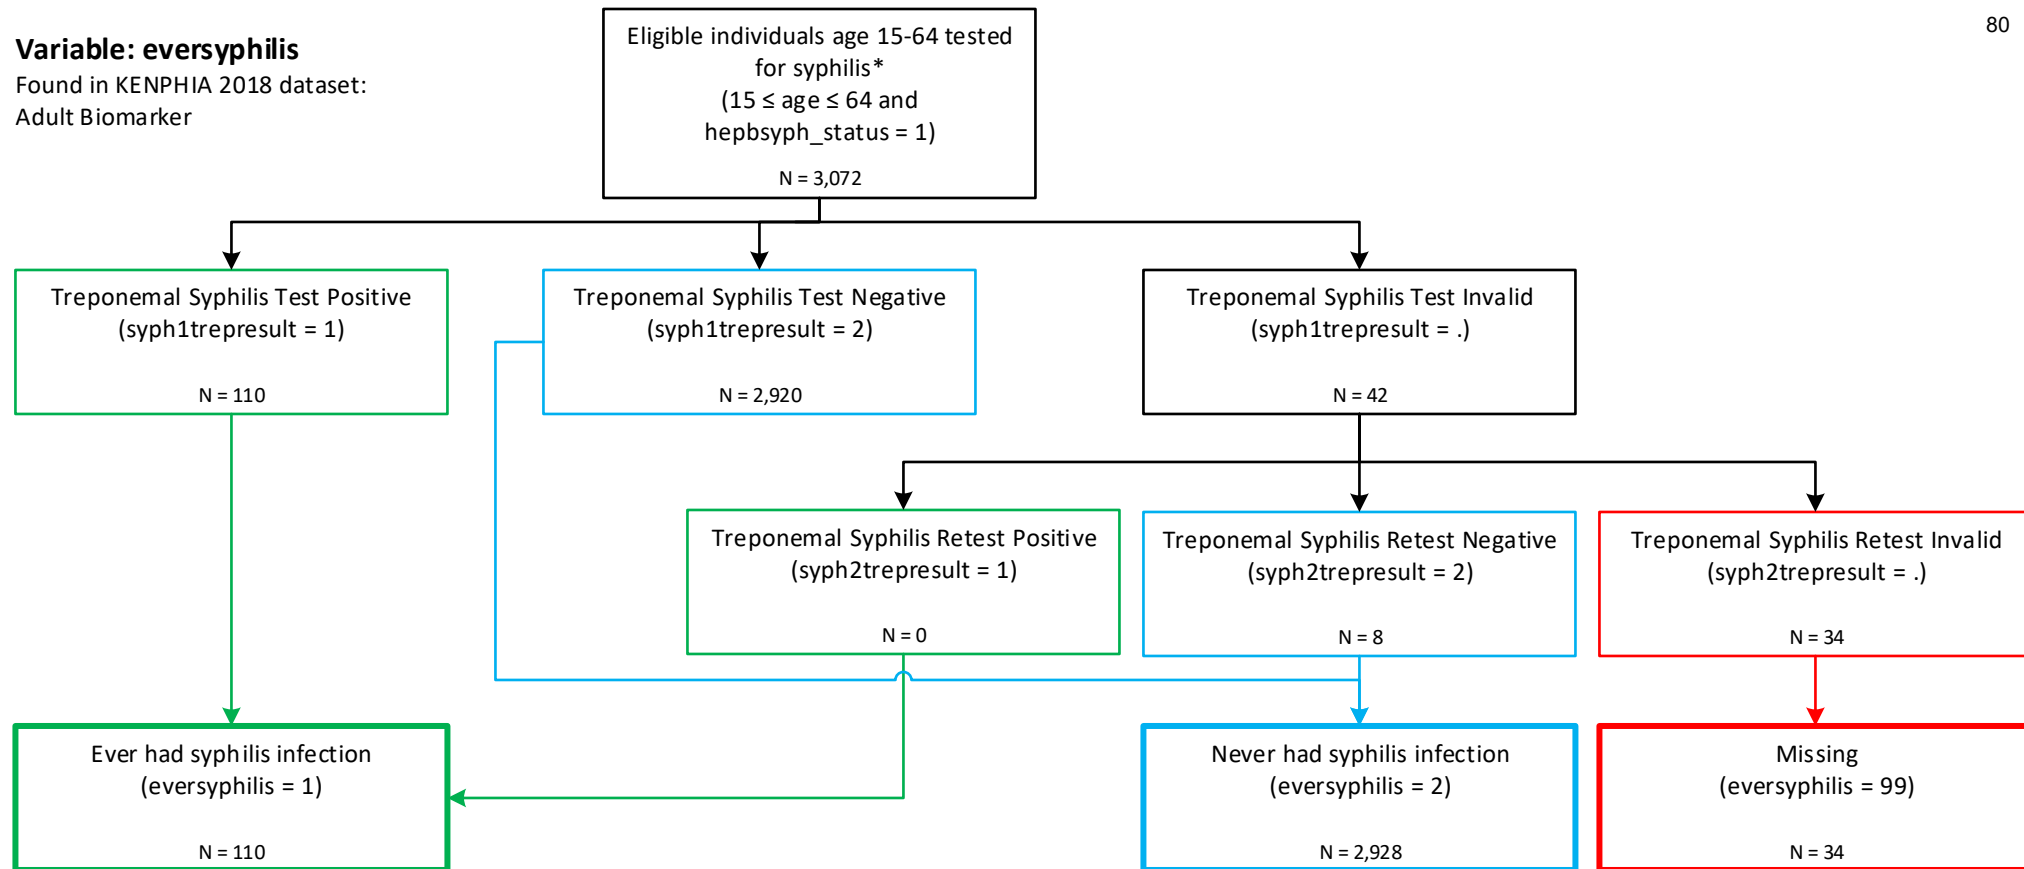 80
Variable: eversyphilis
Found in KENPHIA 2018 dataset:
Adult Biomarker
Eligible individuals age 15-64 tested
for syphilis*
(15 ≤ age ≤ 64 and
hepbsyph_status = 1)
N = 3,072
Treponemal Syphilis Test Positive
(syph1trepresult = 1)
N = 110
Treponemal Syphilis Test Negative
(syph1trepresult = 2)
N = 2,920
Treponemal Syphilis Test Invalid
(syph1trepresult = .)
N = 42
Treponemal Syphilis Retest Positive
(syph2trepresult = 1)
N = 0
Treponemal Syphilis Retest Negative
(syph2trepresult = 2)
N = 8
Treponemal Syphilis Retest Invalid
(syph2trepresult = .)
N = 34
Ever had syphilis infection
(eversyphilis = 1)
N = 110
Never had syphilis infection
(eversyphilis = 2)
N = 2,928
Missing
(eversyphilis = 99)
N = 34